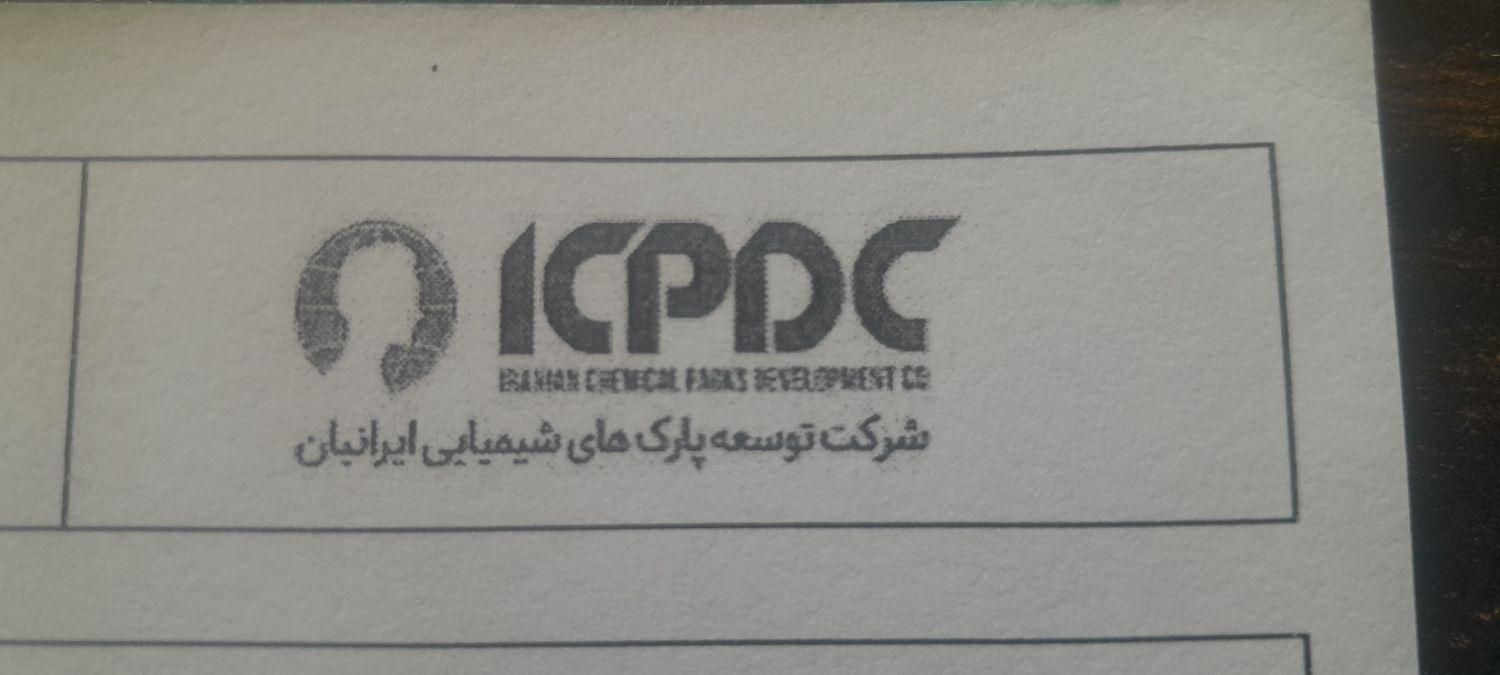 ICPDC
IRANIAN CHEMICAL PARKS DEVELOPMENT CO
شرکت توسعه پارک های شیمیایی ایرانیان